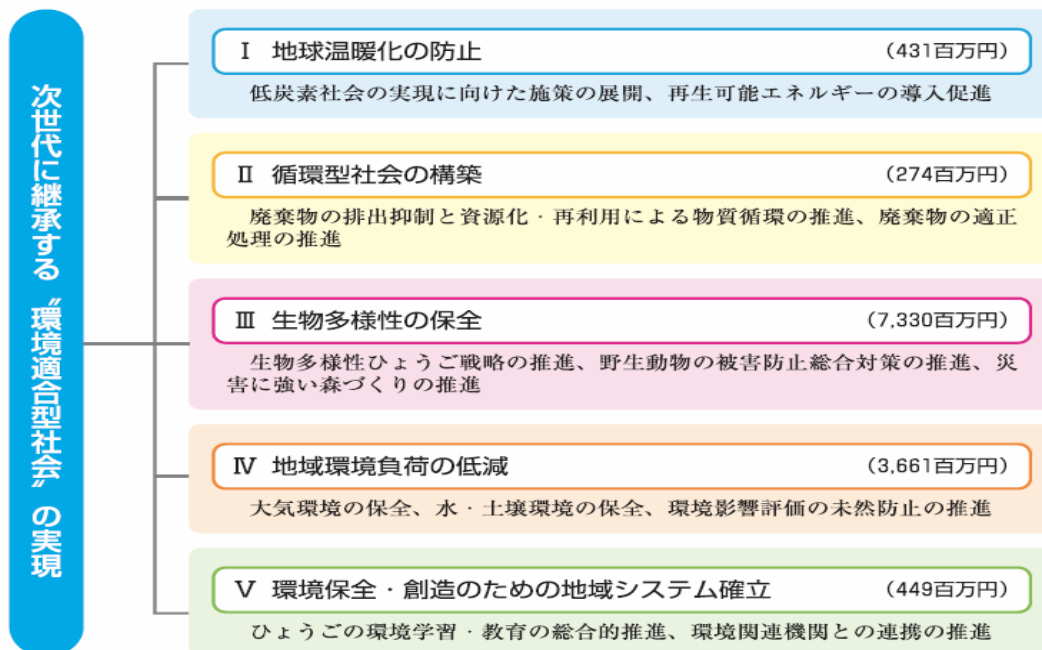 次世代に継承する〝環境適合型社会〟の実現
Ⅰ 地球温暖化の防止 (431百万円)
低炭素社会の実現に向けた施策の展開、再生可能エネルギーの導入促進
Ⅱ 循環型社会の構築 (274百万円)
廃棄物の排出抑制と資源化・再利用による物質循環の推進、廃棄物の適正
処理の推進
Ⅲ 生物多様性の保全 (7,330百万円)
生物多様性ひょうご戦略の推進、野生動物の被害防止総合対策の推進、災
害に強い森づくりの推進
Ⅳ 地域環境負荷の低減 (3,661百万円)
大気環境の保全、水・土壌環境の保全、環境影響評価の未然防止の推進
Ⅴ 環境保全・創造のための地域システム確立 (449百万円)
ひょうごの環境学習・教育の総合的推進、環境関連機関との連携の推進